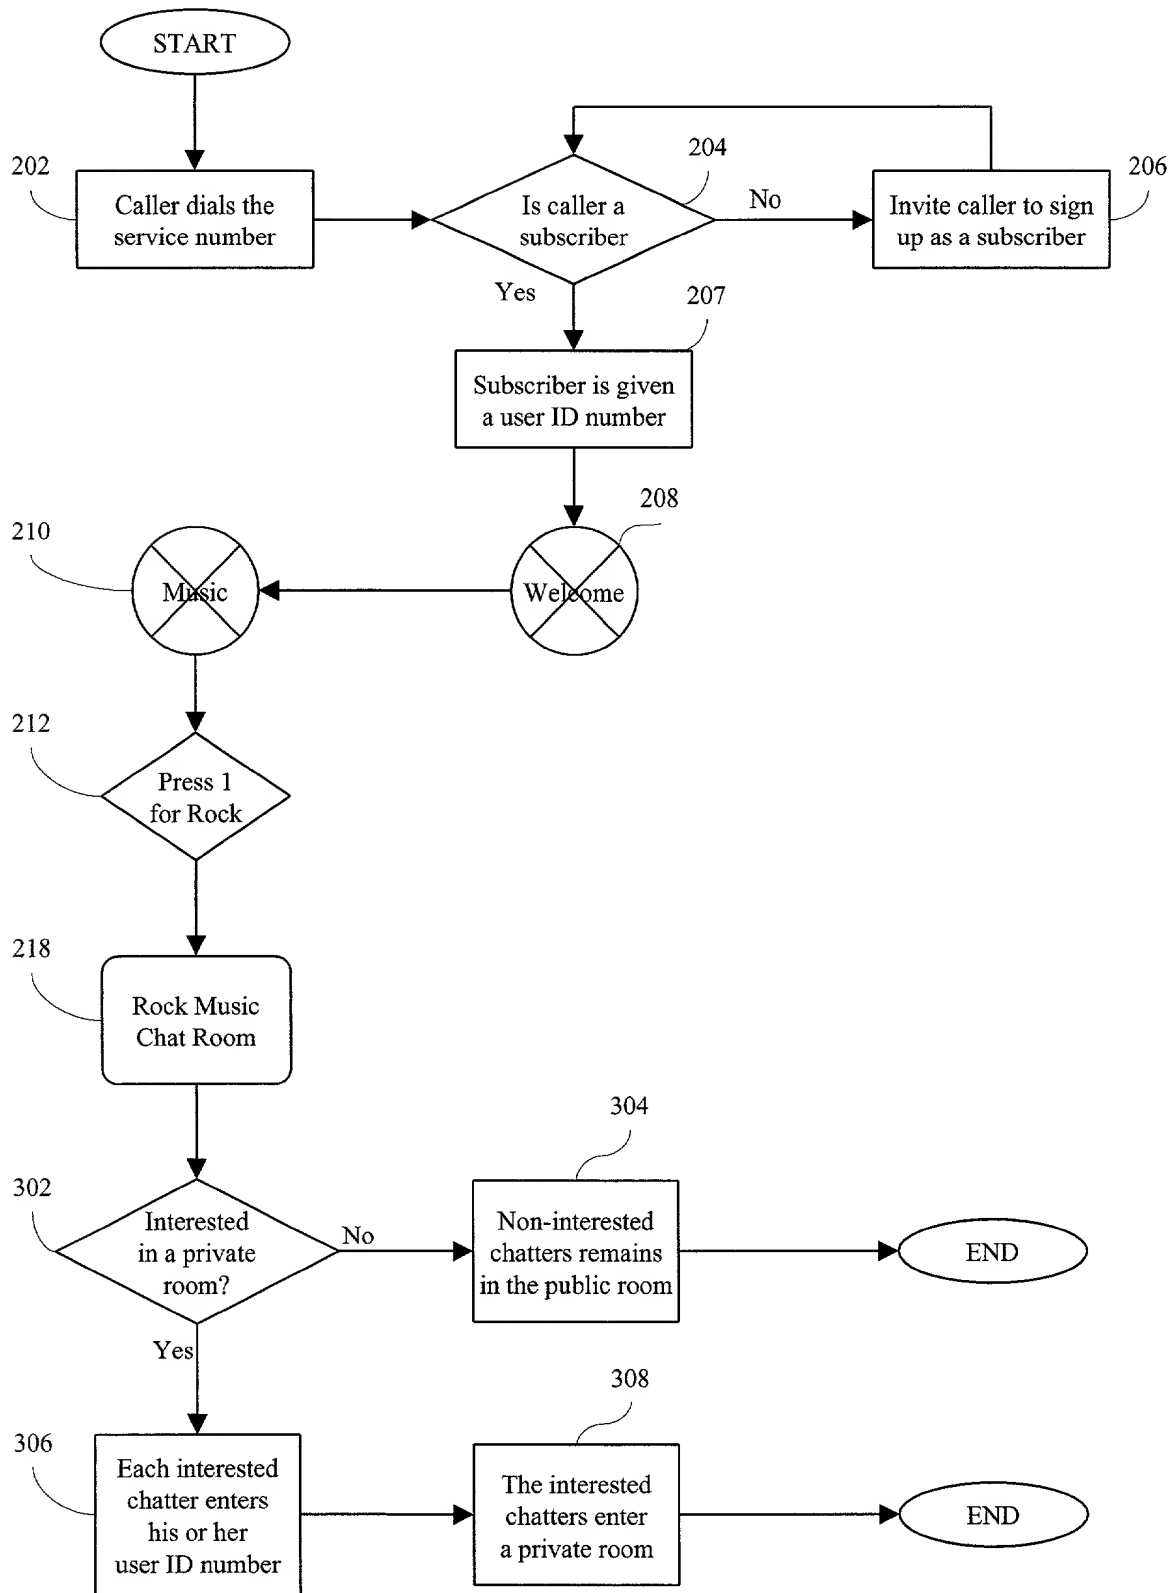 START
202
Caller dials the
service number
204
Is caller a
subscriber
No
206
Invite caller to sign
up as a subscriber
Yes
207
Subscriber is given
a user ID number
208
Welcome
210
Music
212
Press 1
for Rock
218
Rock Music
Chat Room
302
Interested
in a private
room?
No
304
Non-interested
chatters remains
in the public room
END
Yes
306
Each interested
chatter enters
his or her
user ID number
308
The interested
chatters enter
a private room
END